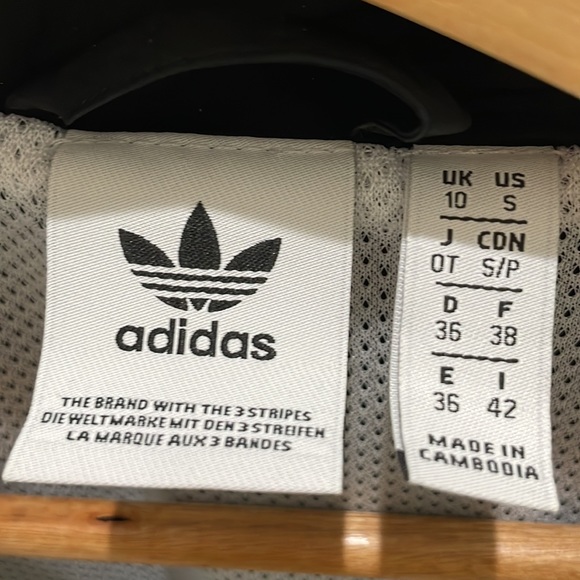 adidas
THE BRAND WITH THE 3 STRIPES
DIE WELTMARKE MIT DEN 3 STREIFEN
LA MARQUE AUX 3 BANDES
UK US
10 S
J CDN
OT S/P
D F
36 38
E I
36 42
MADE IN
CAMBODIA